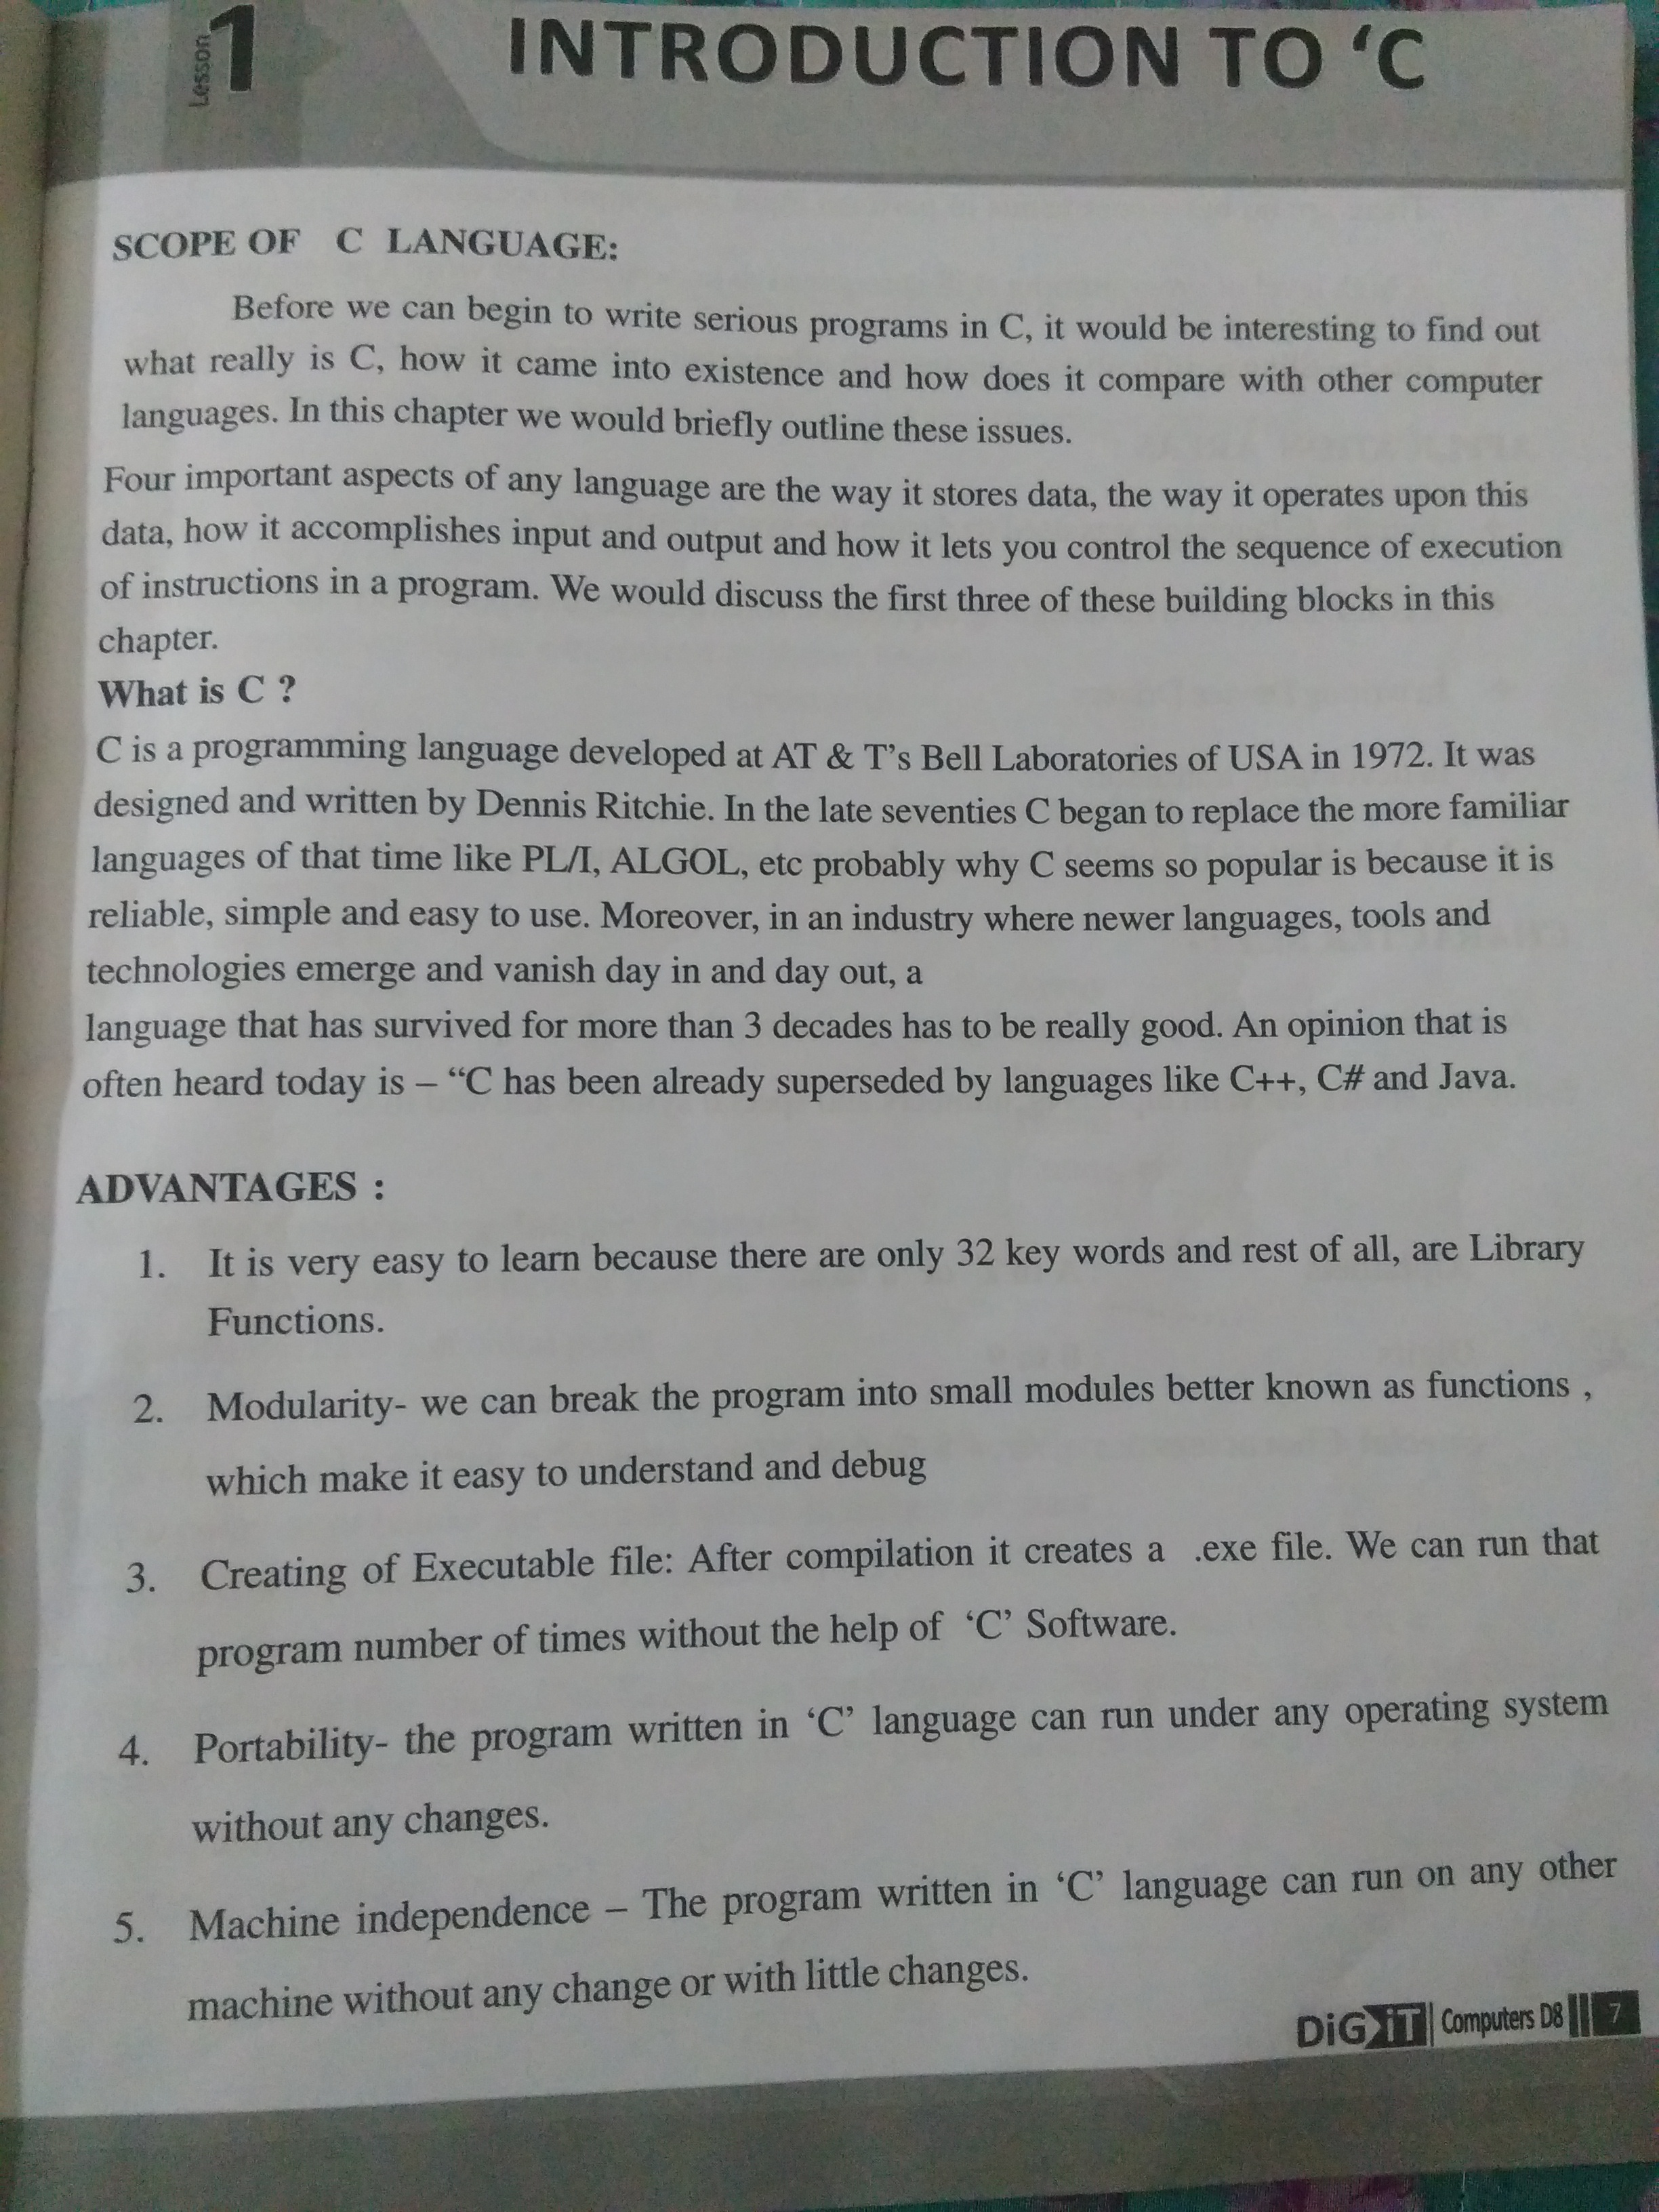 Lesson 1 INTRODUCTION TO ‘C
SCOPE OF C LANGUAGE:
Before we can begin to write serious programs in C, it would be interesting to find out
what really is C, how it came into existence and how does it compare with other computer
languages. In this chapter we would briefly outline these issues.
Four important aspects of any language are the way it stores data, the way it operates upon this
data, how it accomplishes input and output and how it lets you control the sequence of execution
of instructions in a program. We would discuss the first three of these building blocks in this
chapter.
What is C ?
C is a programming language developed at AT & T’s Bell Laboratories of USA in 1972. It was
designed and written by Dennis Ritchie. In the late seventies C began to replace the more familiar
languages of that time like PL/I, ALGOL, etc probably why C seems so popular is because it is
reliable, simple and easy to use. Moreover, in an industry where newer languages, tools and
technologies emerge and vanish day in and day out, a
language that has survived for more than 3 decades has to be really good. An opinion that is
often heard today is – “C has been already superseded by languages like C++, C# and Java.
ADVANTAGES :
1. It is very easy to learn because there are only 32 key words and rest of all, are Library
Functions.
2. Modularity- we can break the program into small modules better known as functions ,
which make it easy to understand and debug
3. Creating of Executable file: After compilation it creates a .exe file. We can run that
program number of times without the help of ‘C’ Software.
4. Portability- the program written in ‘C’ language can run under any operating system
without any changes.
5. Machine independence – The program written in ‘C’ language can run on any other
machine without any change or with little changes.
DiGiT Computers D8 7